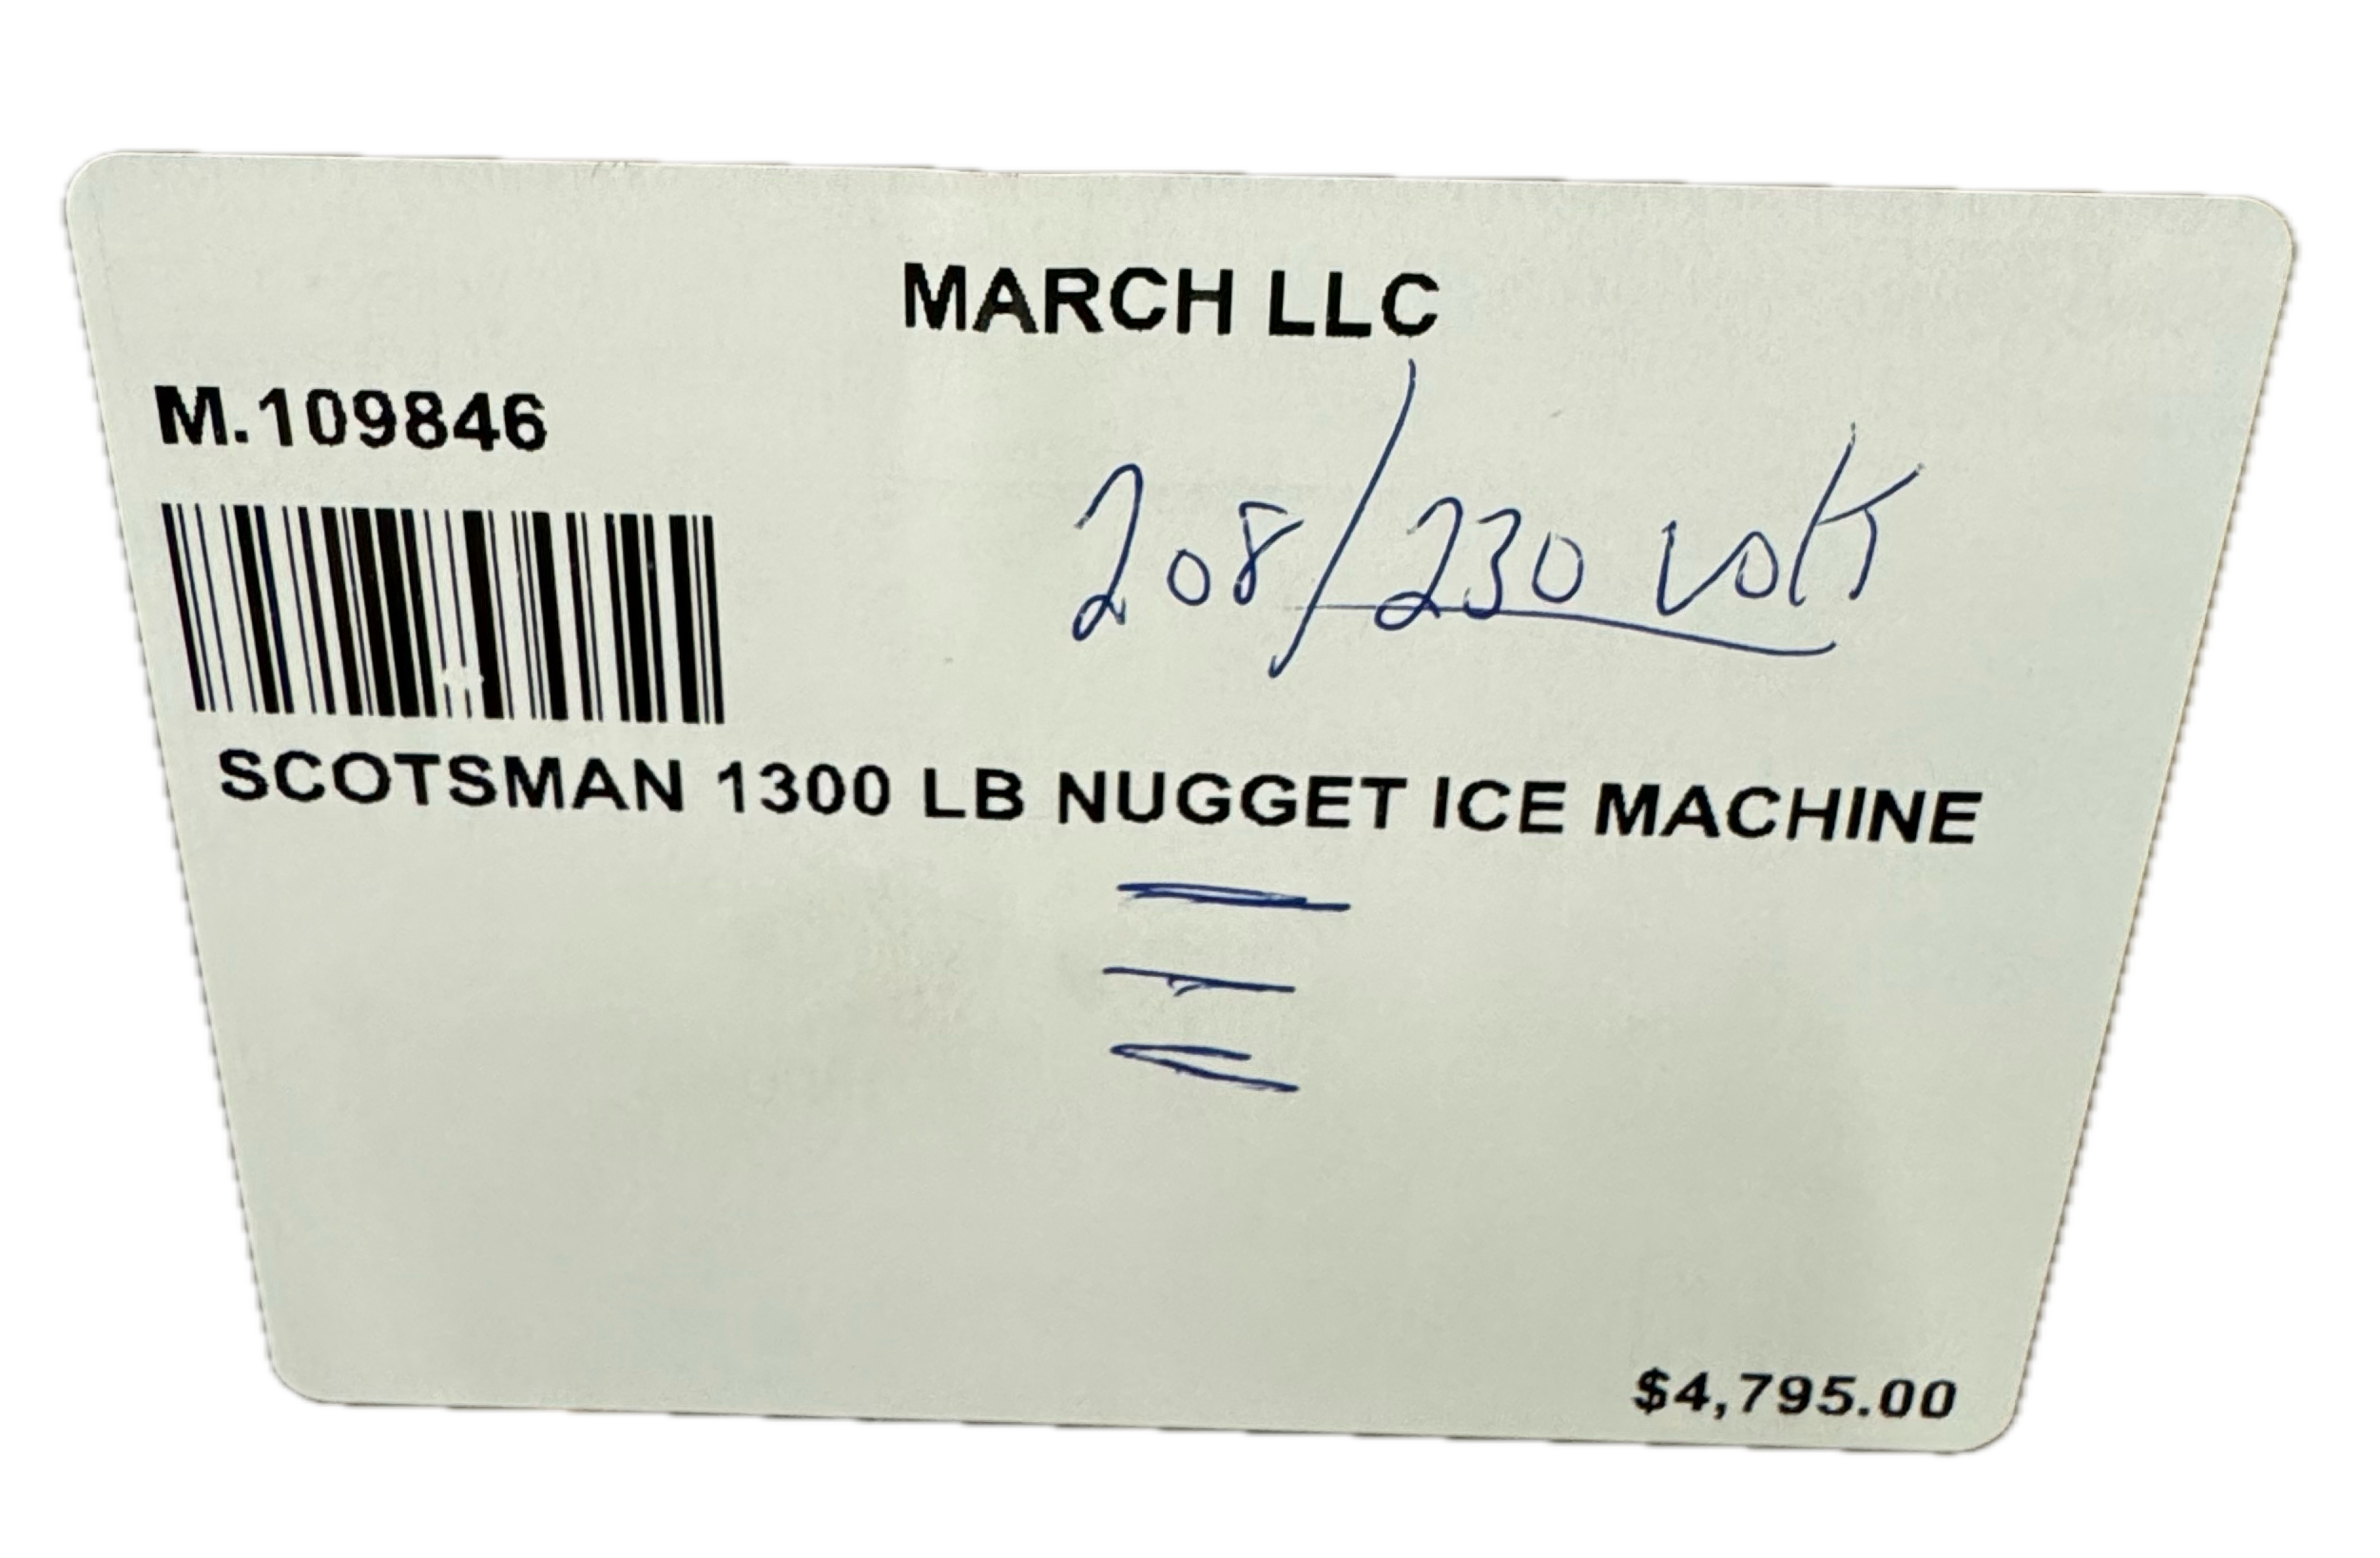 MARCH LLC
M.109846
208/230 volt
SCOTSMAN 1300 LB NUGGET ICE MACHINE
$4,795.00